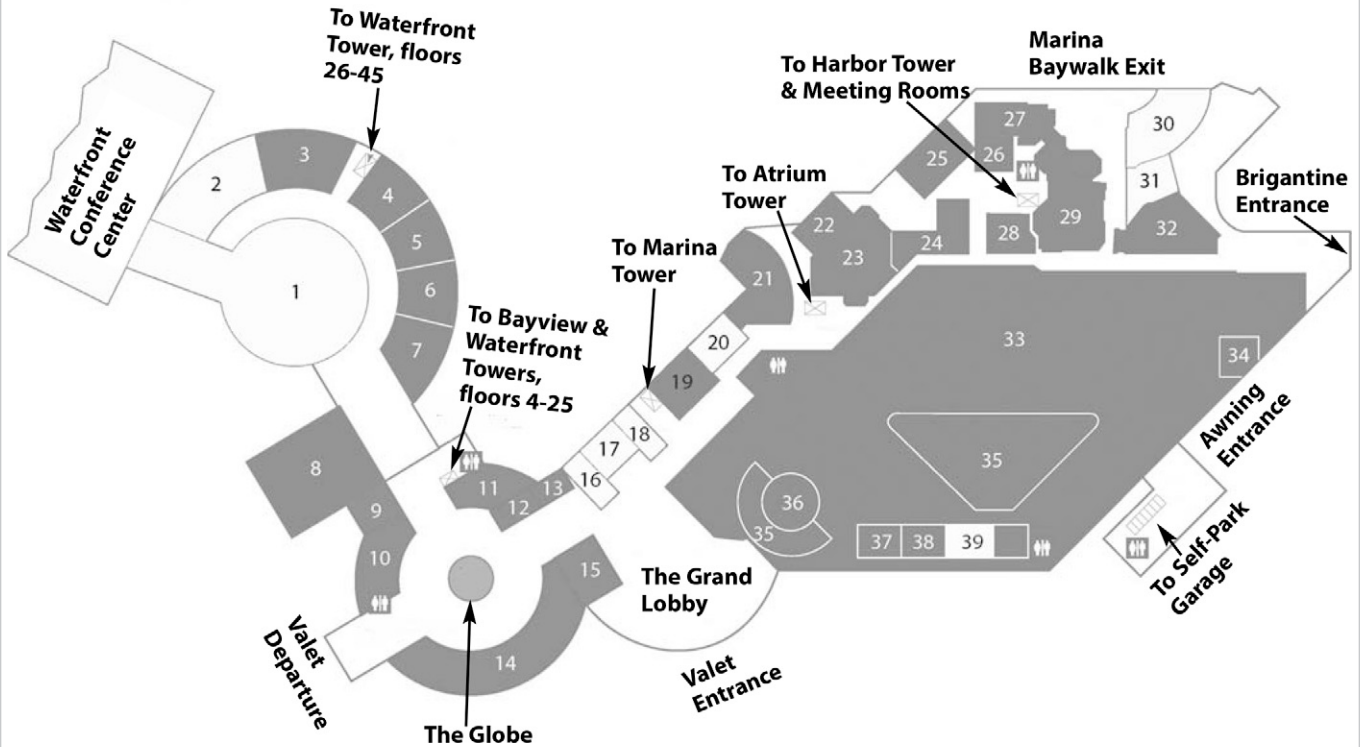 To Waterfront
Tower, floors
26-45
Marina
Baywalk Exit
To Harbor Tower
& Meeting Rooms
Waterfront
Conference
Center
To Atrium
Tower
Brigantine
Entrance
To Marina
Tower
To Bayview &
Waterfront
Towers,
floors 4-25
Awning
Entrance
To Self-Park
Garage
The Grand
Lobby
Valet
Entrance
Valet
Departure
The Globe
1
2
3
4
5
6
7
8
9
10
11
12
13
14
15
16
17
18
19
20
21
22
23
24
25
26
27
28
29
30
31
32
33
34
35
35
36
37
38
39